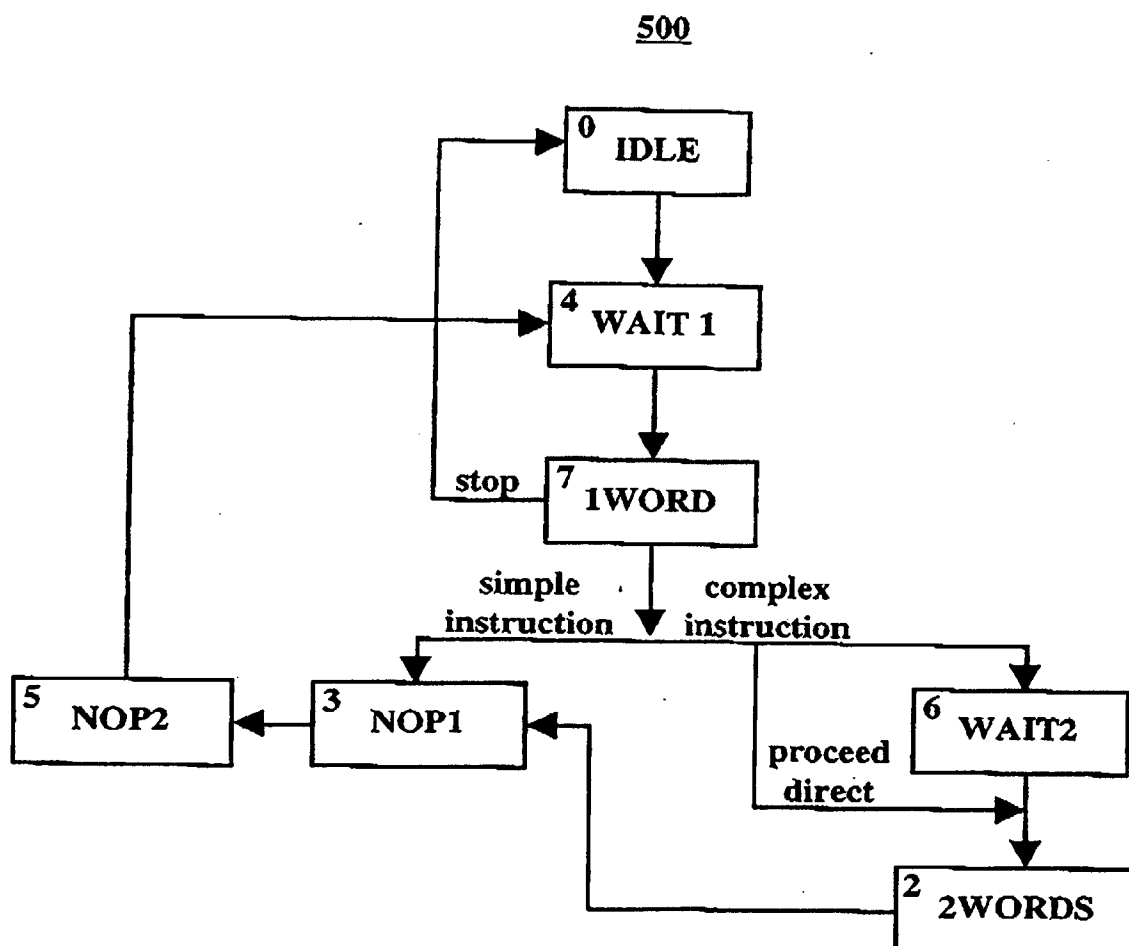 500
0
IDLE
4
WAIT 1
7
1WORD
stop
simple
instruction
complex
instruction
5
NOP2
3
NOP1
6
WAIT2
proceed
direct
2
2WORDS